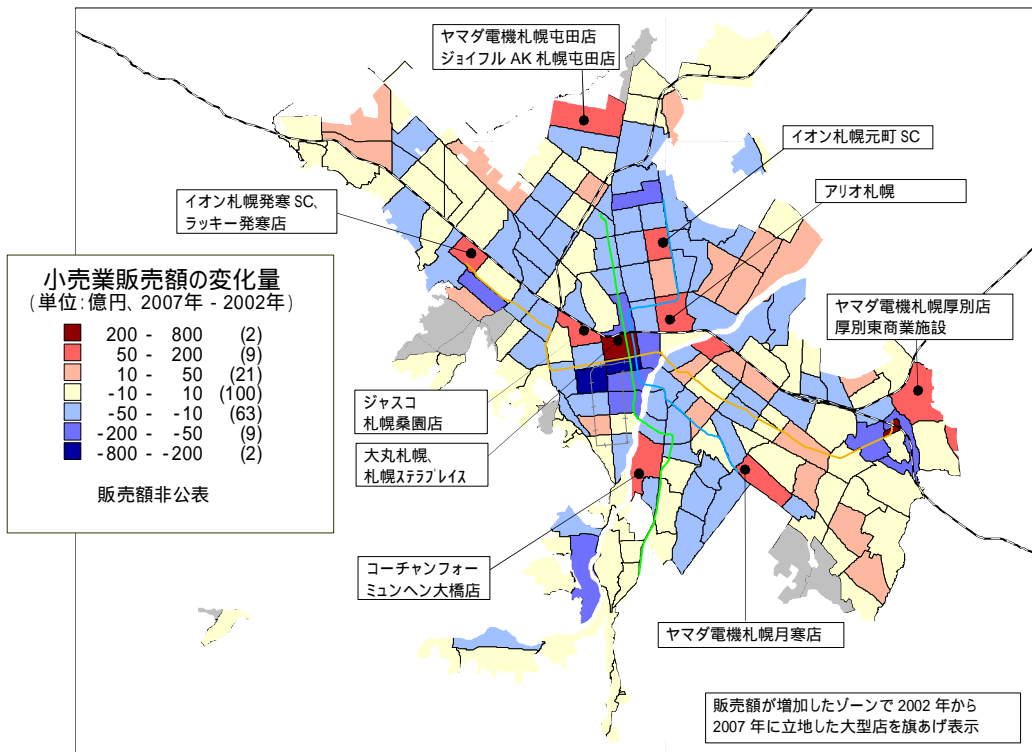 ヤマダ電機札幌屯田店
ジョイフル AK 札幌屯田店
イオン札幌元町 SC
アリオ札幌
イオン札幌発寒 SC、
ラッキー発寒店
ヤマダ電機札幌厚別店
厚別東商業施設
小売業販売額の変化量
(単位:億円、2007年 - 2002年)
200 - 800 (2)
50 - 200 (9)
10 - 50 (21)
-10 - 10 (100)
-50 - -10 (63)
-200 - -50 (9)
-800 - -200 (2)
販売額非公表
ジャスコ
札幌桑園店
大丸札幌、
札幌ステラプレイス
コーチャンフォー
ミュンヘン大橋店
ヤマダ電機札幌月寒店
販売額が増加したゾーンで 2002 年から
2007 年に立地した大型店を旗あげ表示